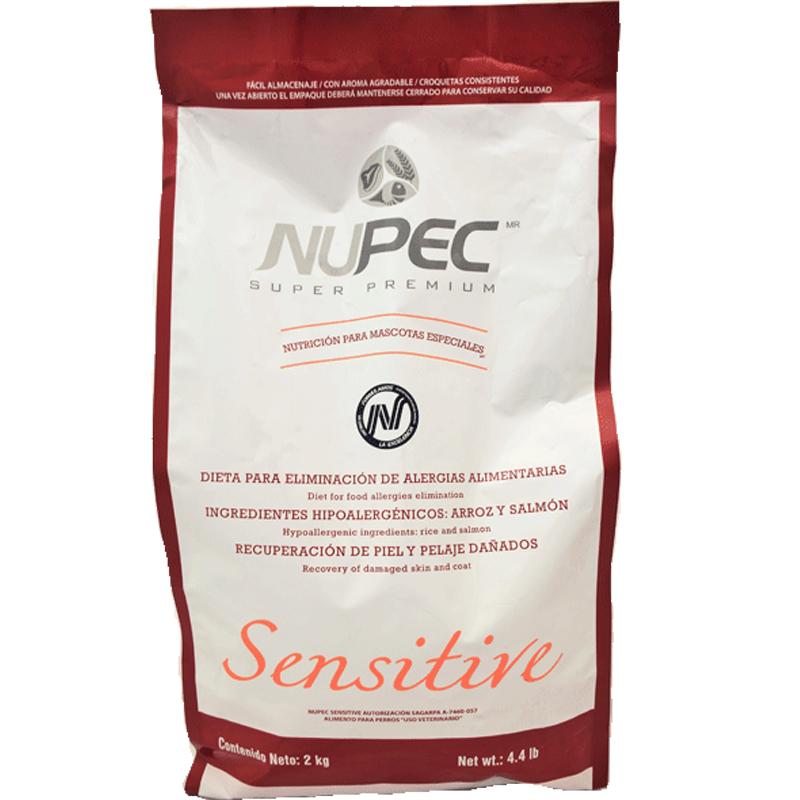 FÁCIL ALMACENAJE / CON AROMA AGRADABLE / CROQUETAS CONSISTENTES
UNA VEZ ABIERTO EL EMPAQUE DEBERÁ MANTENERSE CERRADO PARA CONSERVAR SU CALIDAD
NUPEC MR
SUPER PREMIUM
NUTRICIÓN PARA MASCOTAS ESPECIALES
LA EXCELENCIA
DIETA PARA ELIMINACIÓN DE ALERGIAS ALIMENTARIAS
Diet for food allergies elimination
INGREDIENTES HIPOALERGÉNICOS: ARROZ Y SALMÓN
Hypoallergenic ingredients: rice and salmon
RECUPERACIÓN DE PIEL Y PELAJE DAÑADOS
Recovery of damaged skin and coat
Sensitive
NUPEC SENSITIVE AUTORIZACIÓN SAGARPA A-7460-057
ALIMENTO PARA PERROS "USO VETERINARIO"
Contenido Neto: 2 kg
Net wt.: 4.4 lb